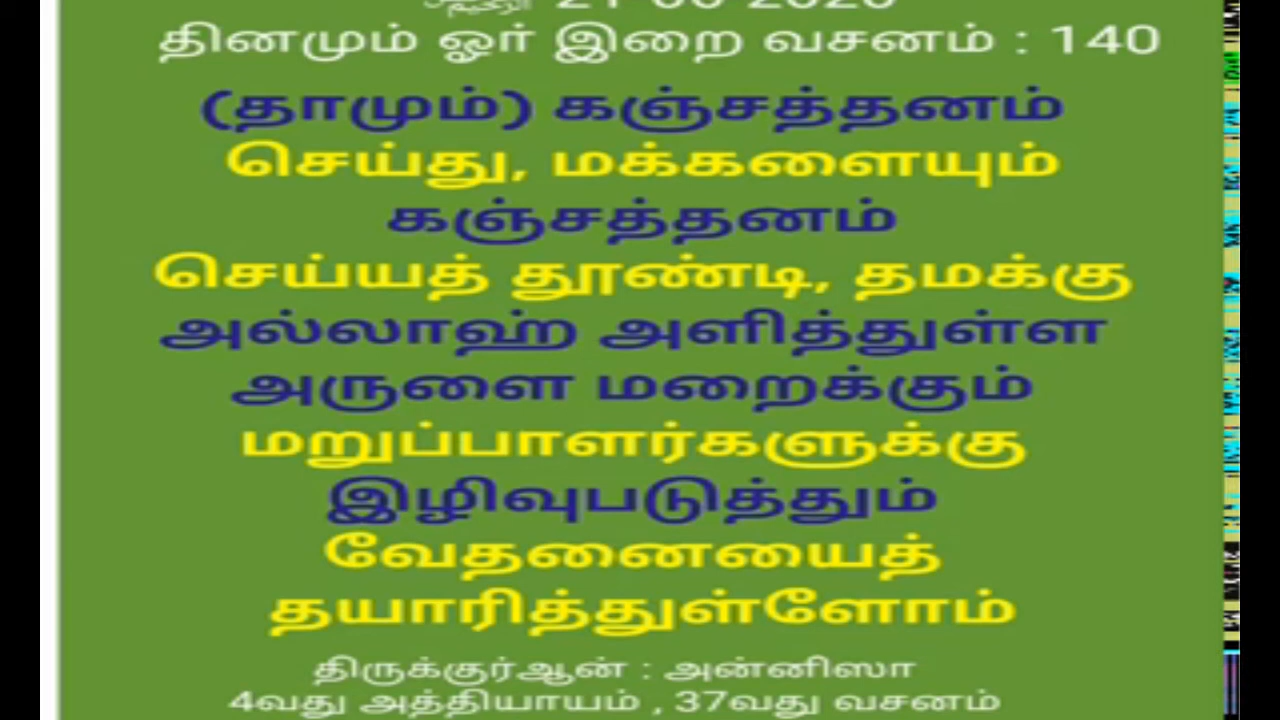 தினமும் ஓர் இறை வசனம் : 140
(தாமும்) கஞ்சத்தனம்
செய்து, மக்களையும்
கஞ்சத்தனம்
செய்யத் தூண்டி, தமக்கு
அல்லாஹ் அளித்துள்ள
அருளை மறைக்கும்
மறுப்பாளர்களுக்கு
இழிவுபடுத்தும்
வேதனையைத்
தயாரித்துள்ளோம்
திருக்குர்ஆன் : அன்னிஸா
4வது அத்தியாயம் , 37வது வசனம்